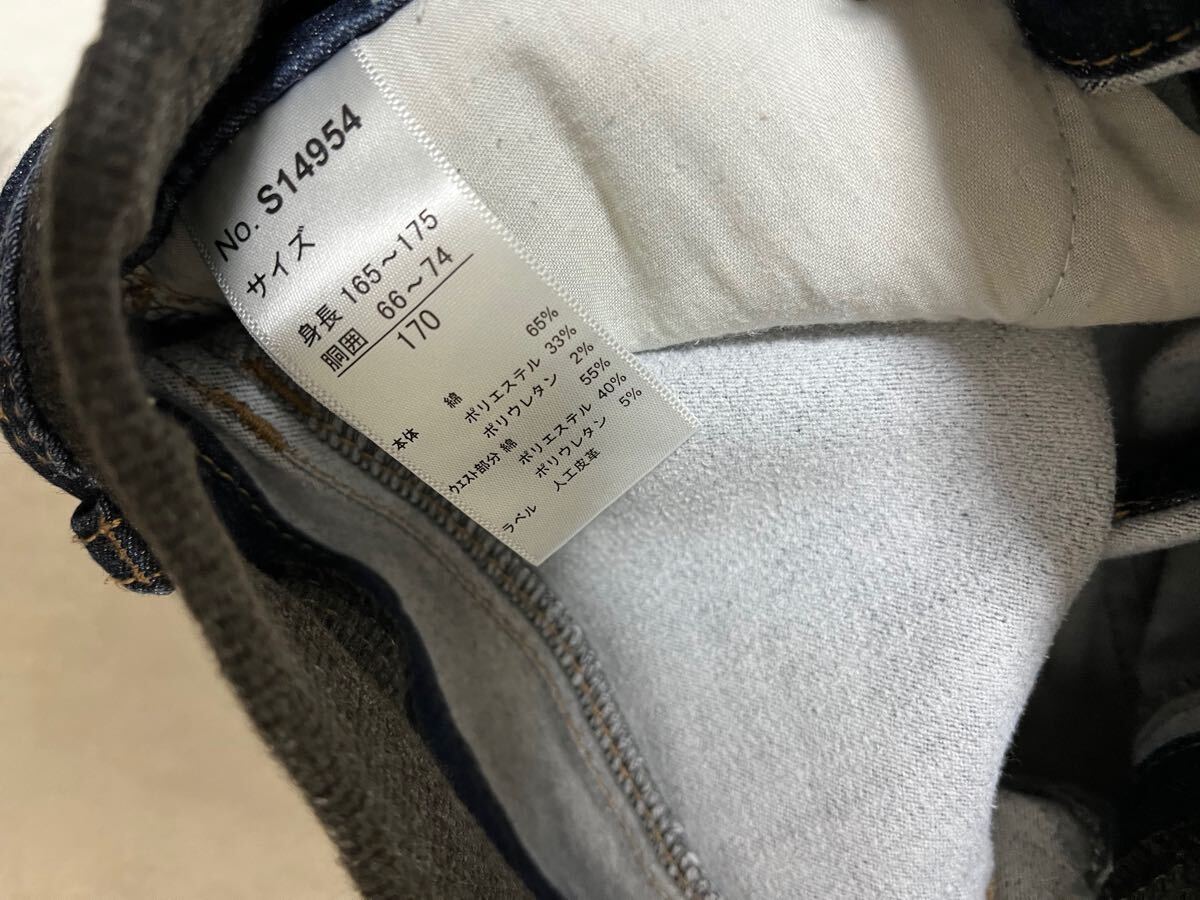 No. S14954
サイズ
身長 165～175
胴囲 66～74
170
本体 綿 65%
ポリエステル 33%
ポリウレタン 2%
ウエスト部分 綿 55%
ポリエステル 40%
ポリウレタン 5%
ラベル 人工皮革